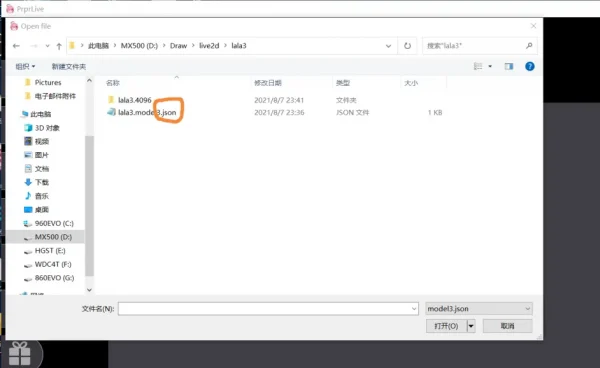 PrprLive
Open file
此电脑 › MX500 (D:) › Draw › live2d › lala3
搜索"lala3"
组织 新建文件夹
名称 修改日期 类型 大小
Pictures
电子邮件附件
此电脑
3D 对象
视频
图片
文档
下载
音乐
桌面
960EVO (C:)
MX500 (D:)
HGST (E:)
WDC4T (F:)
860EVO (G:)
lala3.4096 2021/8/7 23:41 文件夹
lala3.model3.json 2021/8/7 23:36 JSON 文件 1 KB
文件名(N):
model3.json
打开(O) 取消